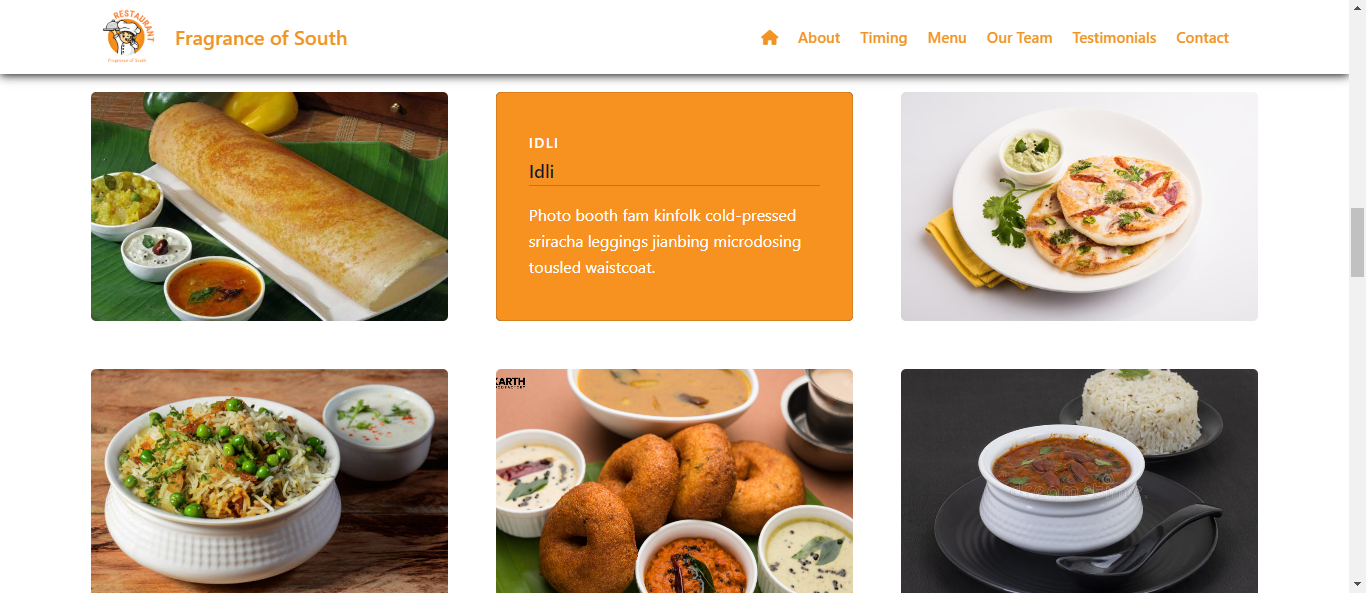 RESTAURANT
Fragrance of South
Fragrance of South
About Timing Menu Our Team Testimonials Contact
IDLI
Idli
Photo booth fam kinfolk cold-pressed
sriracha leggings jianbing microdosing
tousled waistcoat.
KARTH